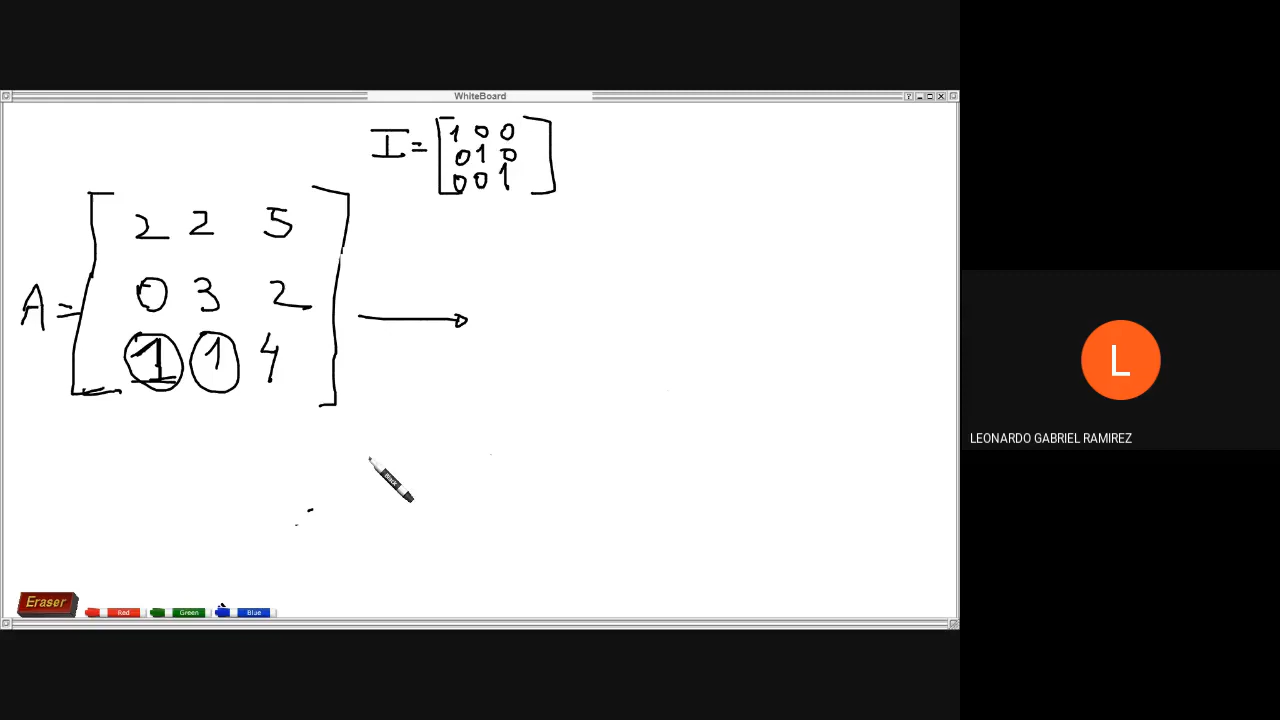 WhiteBoard
I = [1 0 0
0 1 0
0 0 1]
A = [2 2 5
0 3 2
1 1 4] →
LEONARDO GABRIEL RAMIREZ
L
Eraser Red Green Blue